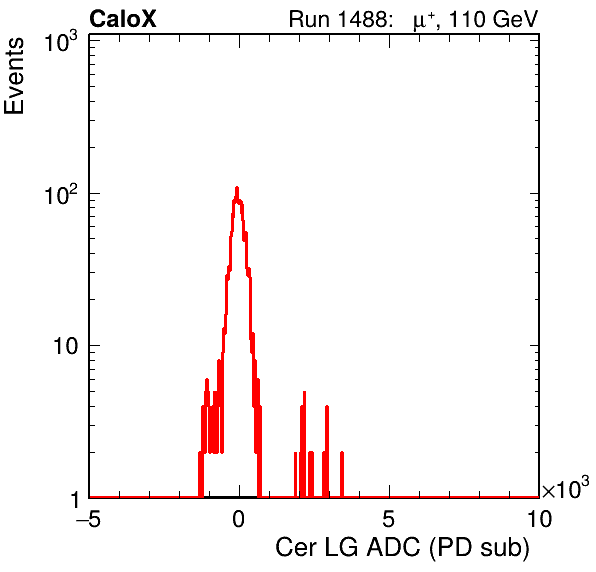 CaloX Run 1488: μ⁺, 110 GeV
Events
10³
10²
10
1
−5 0 5 10
×10³
Cer LG ADC (PD sub)